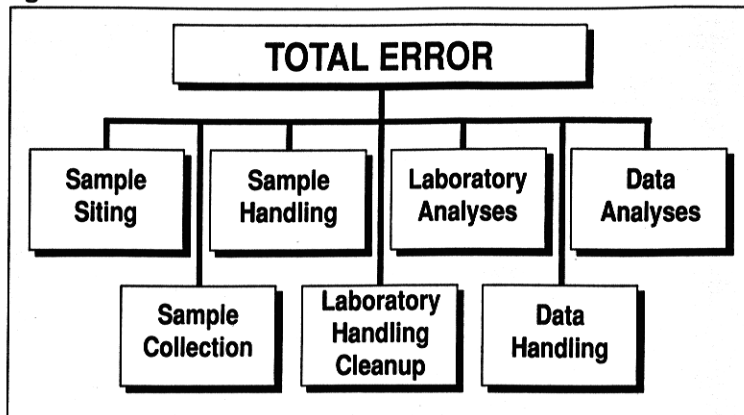 TOTAL ERROR
Sample
Siting
Sample
Handling
Laboratory
Analyses
Data
Analyses
Sample
Collection
Laboratory
Handling
Cleanup
Data
Handling